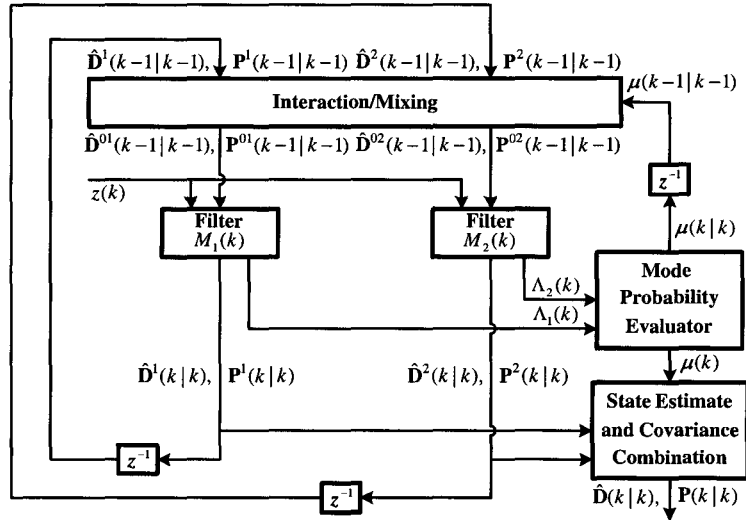 D̂¹(k−1|k−1), P¹(k−1|k−1) D̂²(k−1|k−1), P²(k−1|k−1)
μ(k−1|k−1)
Interaction/Mixing
D̂⁰¹(k−1|k−1), P⁰¹(k−1|k−1) D̂⁰²(k−1|k−1), P⁰²(k−1|k−1)
z⁻¹
z(k)
Filter
M₁(k)
Filter
M₂(k)
μ(k|k)
Mode
Probability
Evaluator
Λ₂(k)
Λ₁(k)
μ(k)
D̂¹(k|k), P¹(k|k)
D̂²(k|k), P²(k|k)
State Estimate
and Covariance
Combination
z⁻¹
z⁻¹
D̂(k|k), P(k|k)